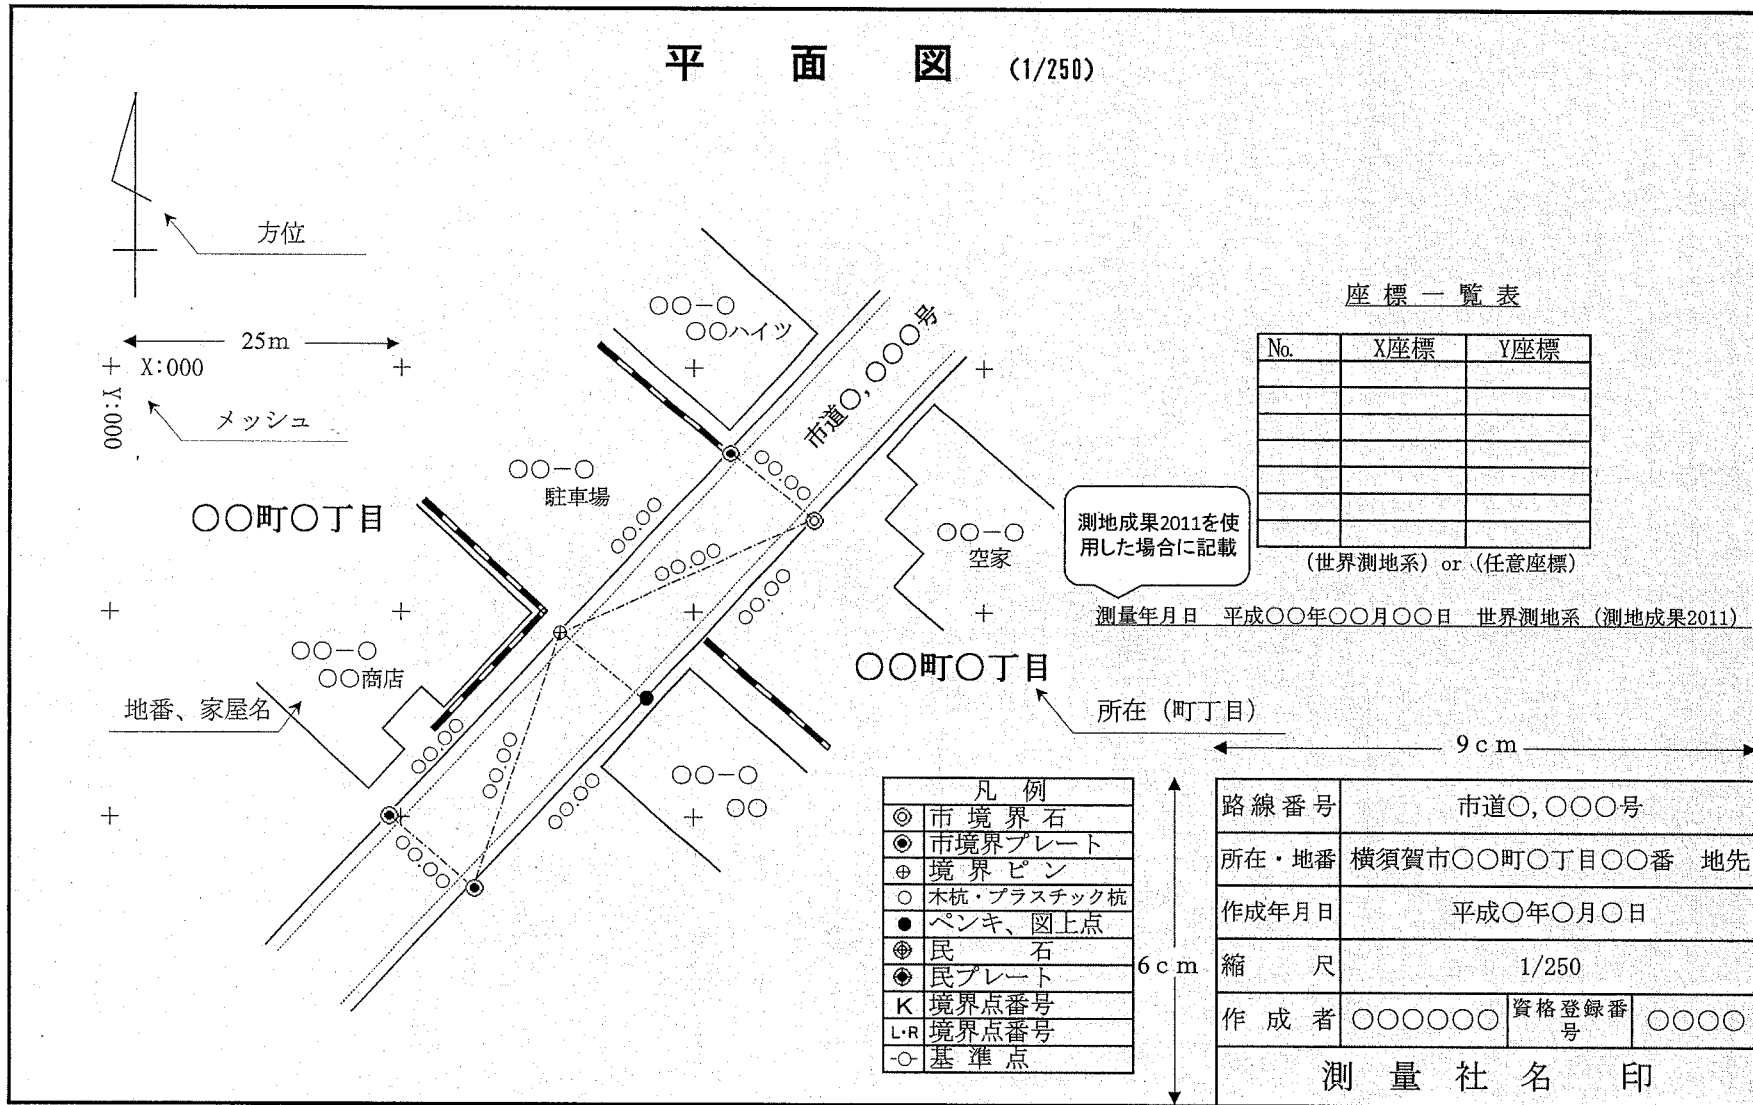 平　面　図 (1/250)
方位
25m
X:000
Y:000
メッシュ
○○-○
○○ハイツ
市道○,○○○号
○○-○
駐車場
○○.○○
○○.○○
○○.○○
○○.○○
○○町○丁目
○○-○
空家
○○-○
○○商店
地番、家屋名
○○町○丁目
所在 (町丁目)
○○.○○
○○.○○
○○.○○
○○.○○
○○-○
○○
座標一覧表
No. X座標 Y座標
(世界測地系) or (任意座標)
測地成果2011を使
用した場合に記載
測量年月日　平成○○年○○月○○日　世界測地系 (測地成果2011)
凡　例
◎ 市境界石
◉ 市境界プレート
⊕ 境界ピン
○ 木杭・プラスチック杭
● ペンキ、図上点
民　石
民プレート
K 境界点番号
L・R 境界点番号
-○- 基準点
9cm
6cm
路線番号 市道○,○○○号
所在・地番 横須賀市○○町○丁目○○番　地先
作成年月日 平成○年○月○日
縮　尺 1/250
作成者 ○○○○○○ 資格登録番
号 ○○○○
測量社名　印